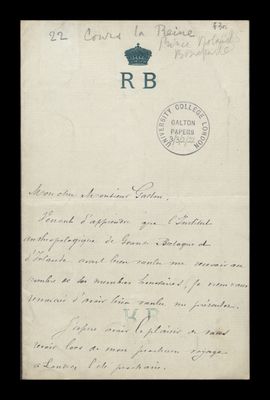 22 Cours la Reine
Prince Roland
Bonaparte
R B
UNIVERSITY COLLEGE LONDON
GALTON
PAPERS
Mon cher Monsieur Galton.
Venant d'apprendre que l'Institut
anthropologique de Grande Bretagne et
d'Irlande avait bien voulu me recevoir au
nombre de ses membres honoraires, je viens vous
remercier d'avoir bien voulu me présenter.
J'espère avoir le plaisir de vous
revoir lors de mon prochain voyage
à Londres l'été prochain.
R B